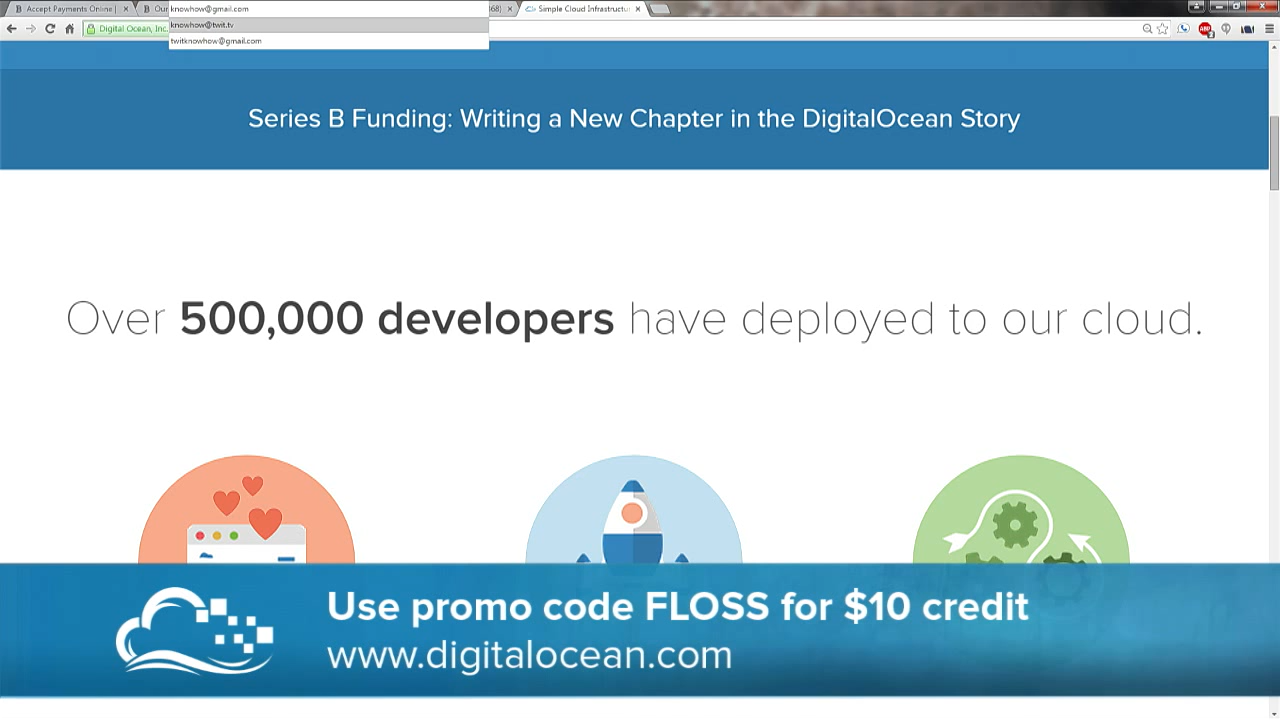 Accept Payments Online |
Our
knowhow@gmail.com
68)
Simple Cloud Infrastructu
Digital Ocean, Inc.
knowhow@twit.tv
twitknowhow@gmail.com
Series B Funding: Writing a New Chapter in the DigitalOcean Story
Over 500,000 developers have deployed to our cloud.
Use promo code FLOSS for $10 credit
www.digitalocean.com